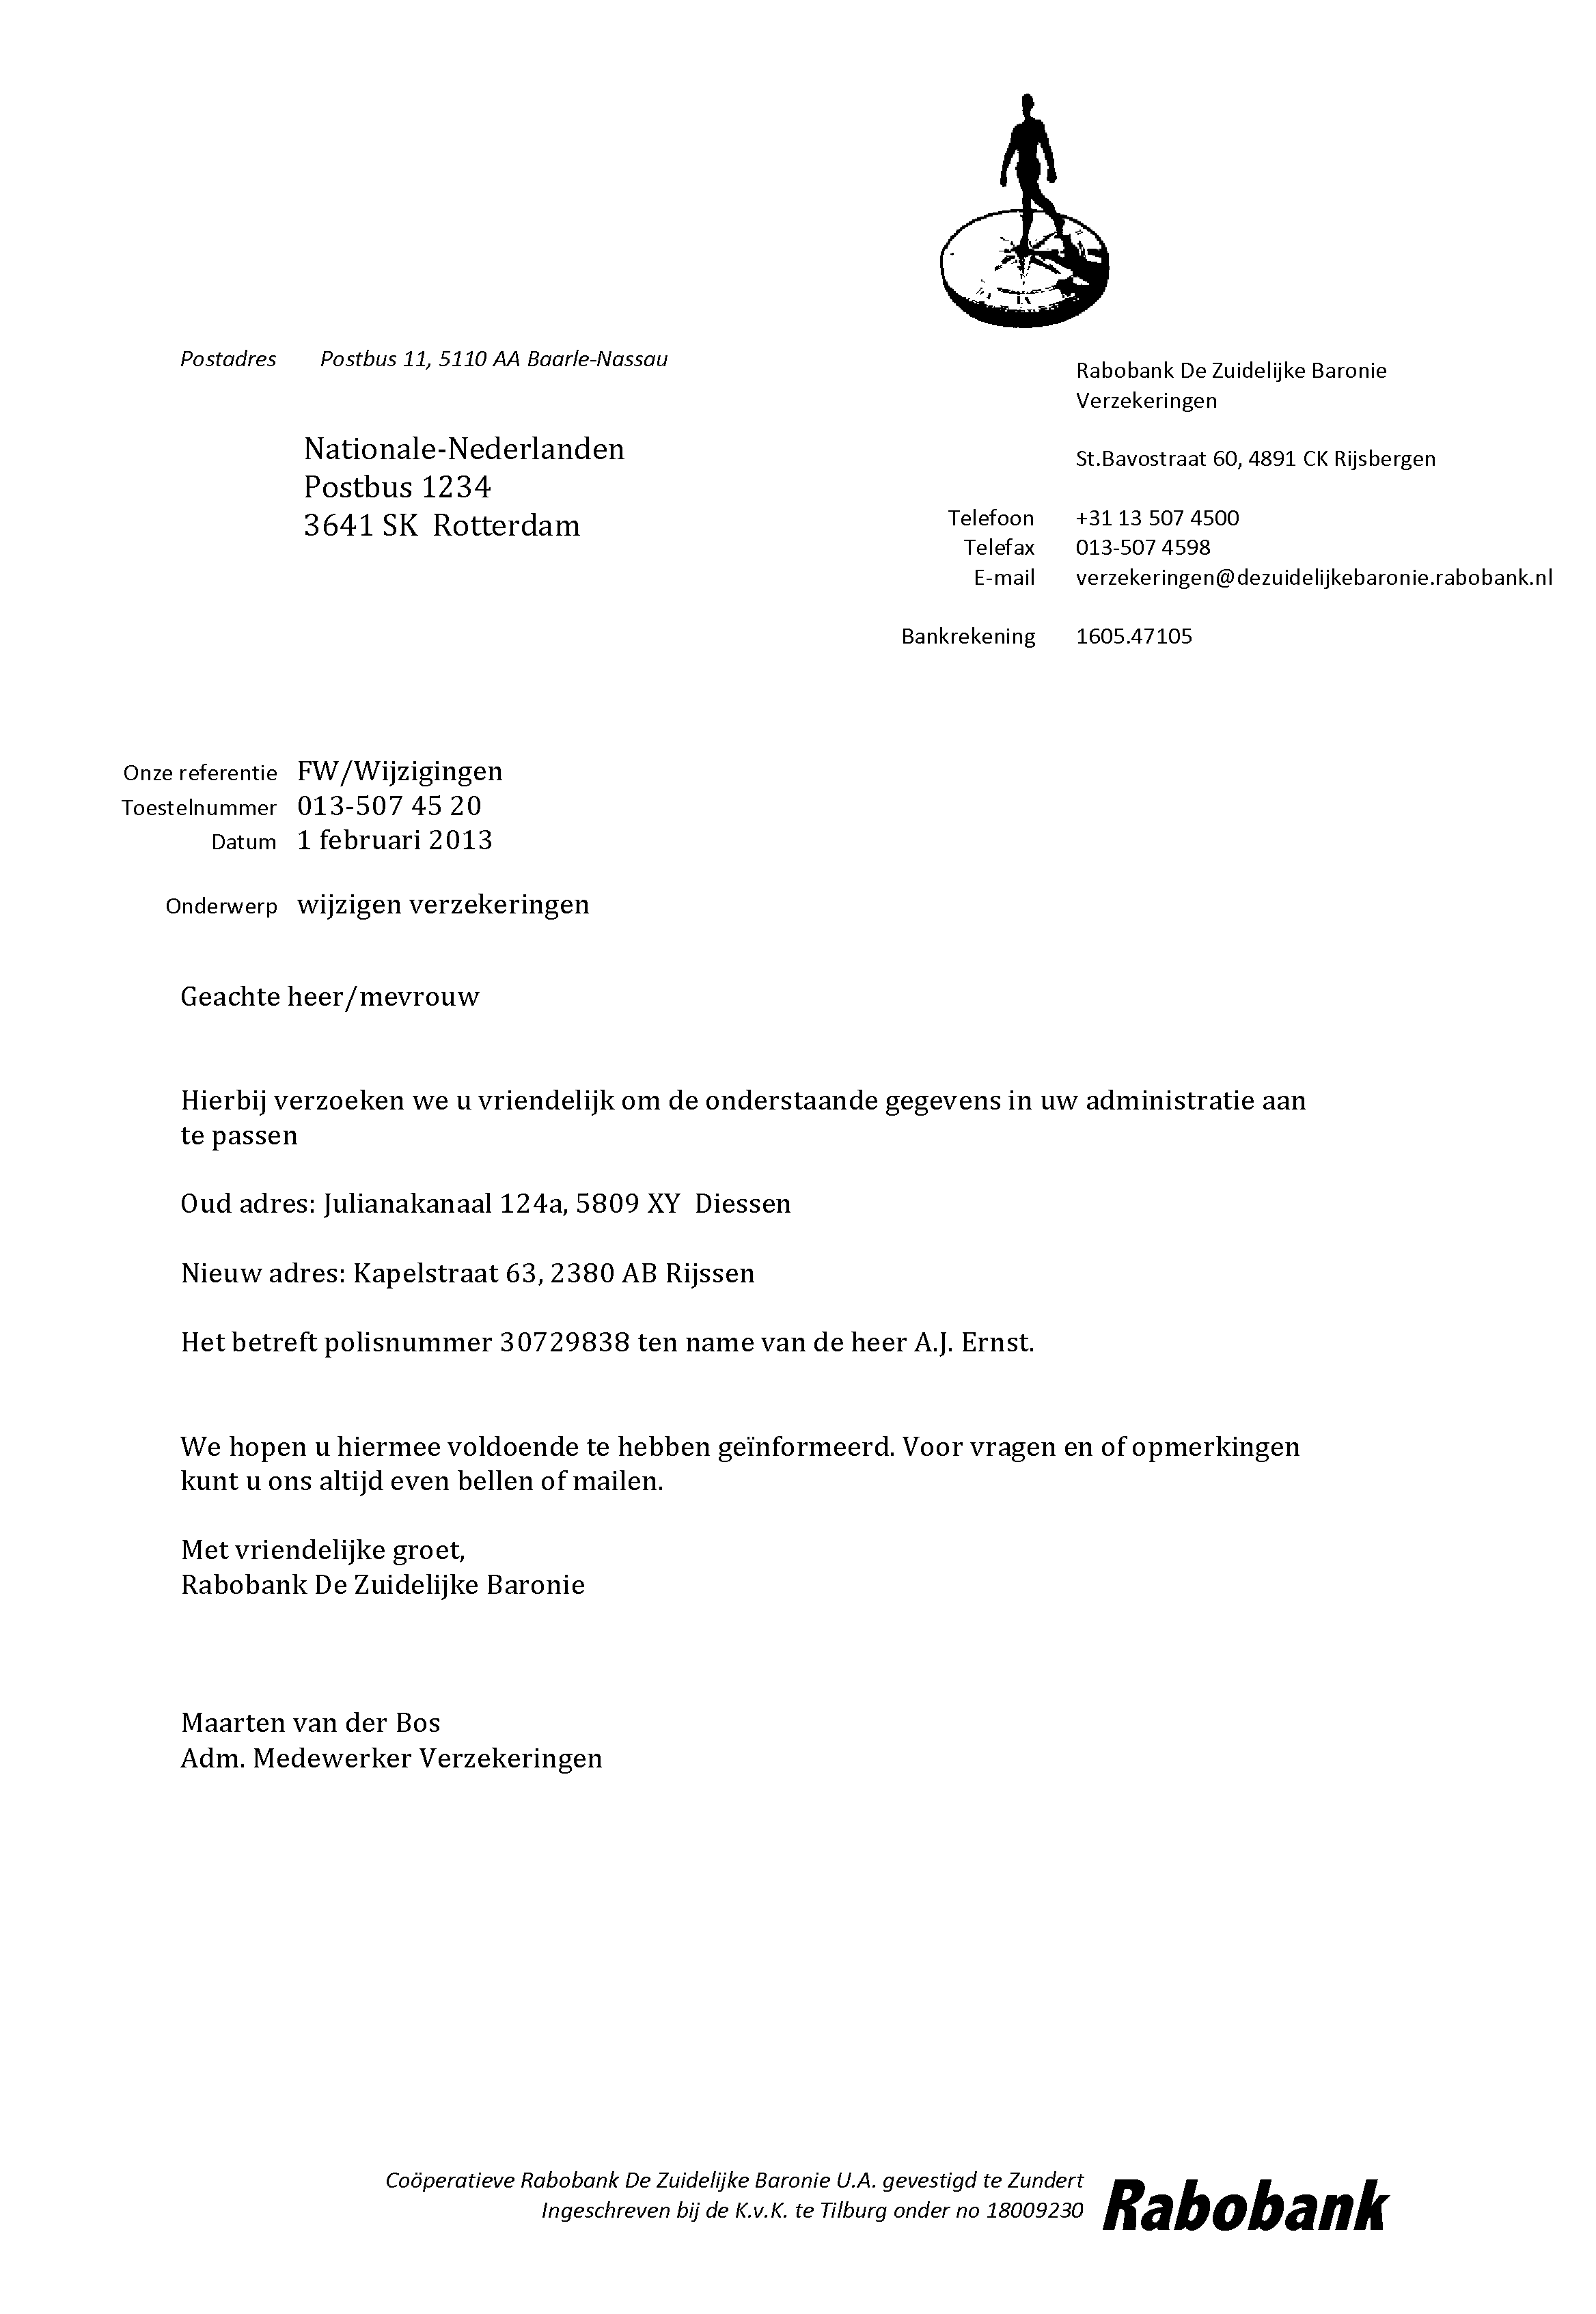 Postadres Postbus 11, 5110 AA Baarle-Nassau
Rabobank De Zuidelijke Baronie
Verzekeringen
Nationale-Nederlanden
Postbus 1234
3641 SK  Rotterdam
St.Bavostraat 60, 4891 CK Rijsbergen
Telefoon +31 13 507 4500
Telefax 013-507 4598
E-mail verzekeringen@dezuidelijkebaronie.rabobank.nl
Bankrekening 1605.47105
Onze referentie FW/Wijzigingen
Toestelnummer 013-507 45 20
Datum 1 februari 2013
Onderwerp wijzigen verzekeringen
Geachte heer/mevrouw
Hierbij verzoeken we u vriendelijk om de onderstaande gegevens in uw administratie aan
te passen
Oud adres: Julianakanaal 124a, 5809 XY  Diessen
Nieuw adres: Kapelstraat 63, 2380 AB Rijssen
Het betreft polisnummer 30729838 ten name van de heer A.J. Ernst.
We hopen u hiermee voldoende te hebben geïnformeerd. Voor vragen en of opmerkingen
kunt u ons altijd even bellen of mailen.
Met vriendelijke groet,
Rabobank De Zuidelijke Baronie
Maarten van der Bos
Adm. Medewerker Verzekeringen
Coöperatieve Rabobank De Zuidelijke Baronie U.A. gevestigd te Zundert
Ingeschreven bij de K.v.K. te Tilburg onder no 18009230
Rabobank